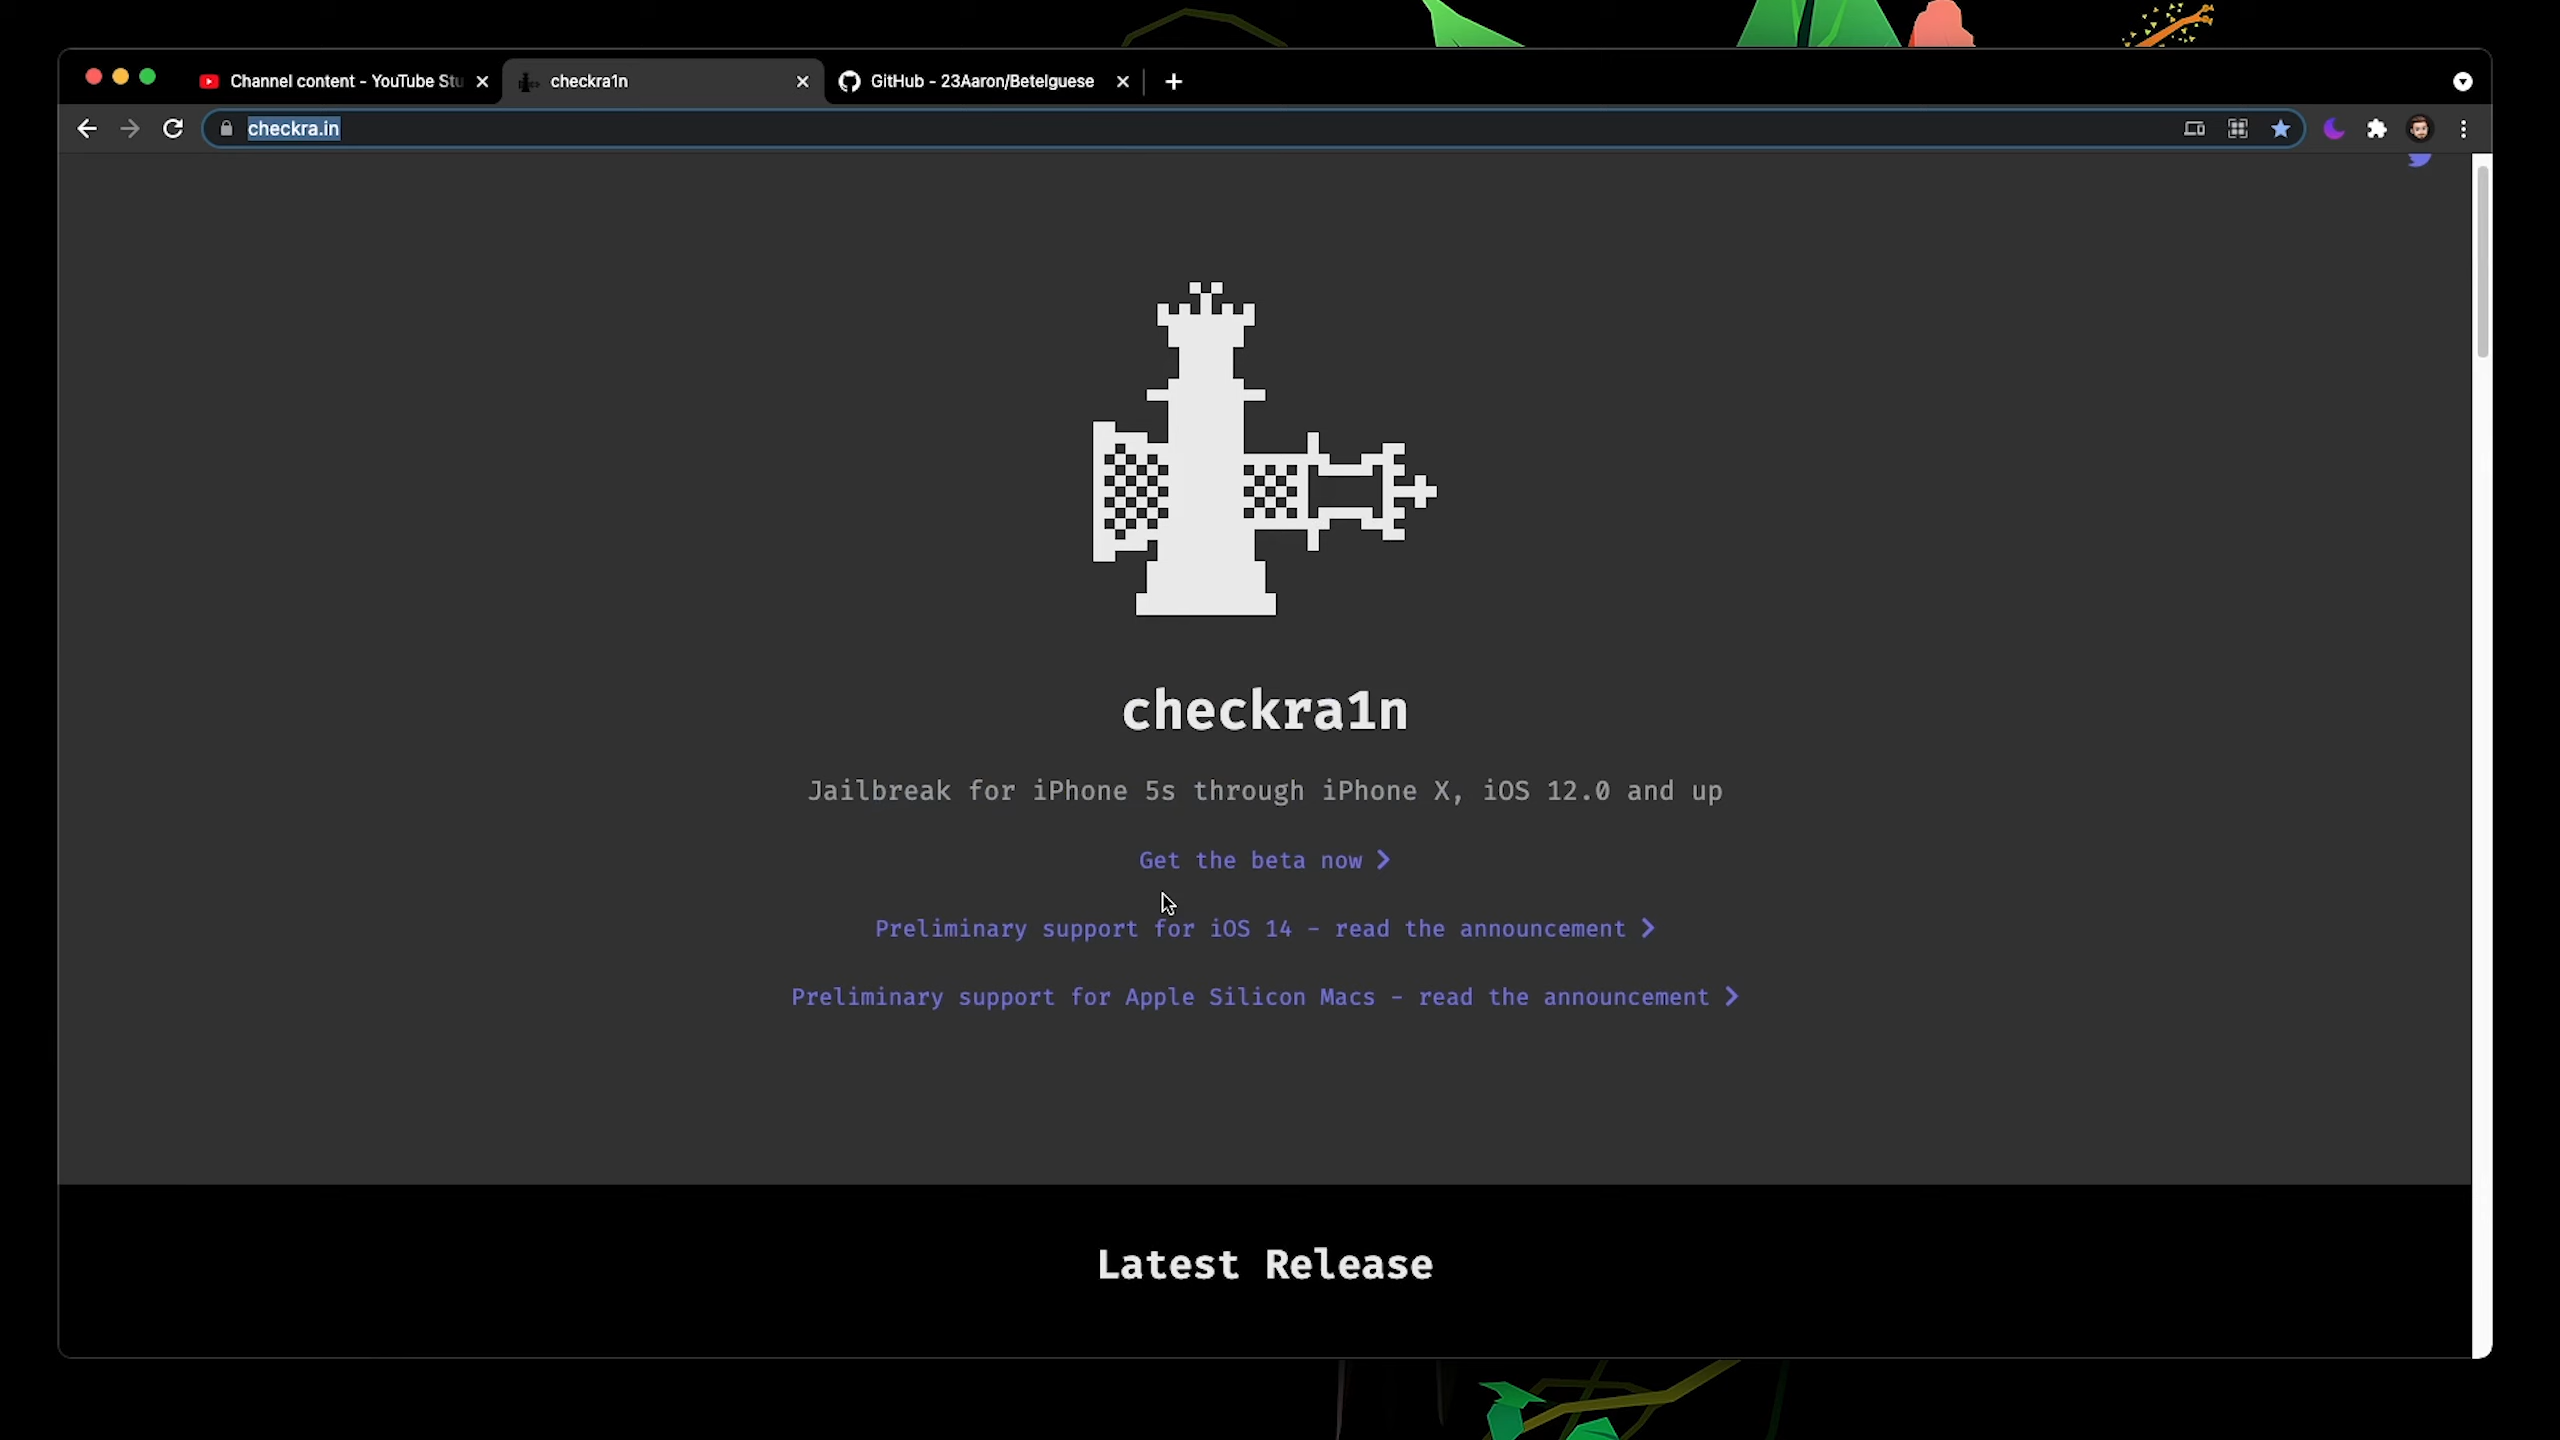 Channel content - YouTube Stu
checkra1n
GitHub - 23Aaron/Betelguese
checkra.in
checkra1n
Jailbreak for iPhone 5s through iPhone X, iOS 12.0 and up
Get the beta now
Preliminary support for iOS 14 - read the announcement
Preliminary support for Apple Silicon Macs - read the announcement
Latest Release